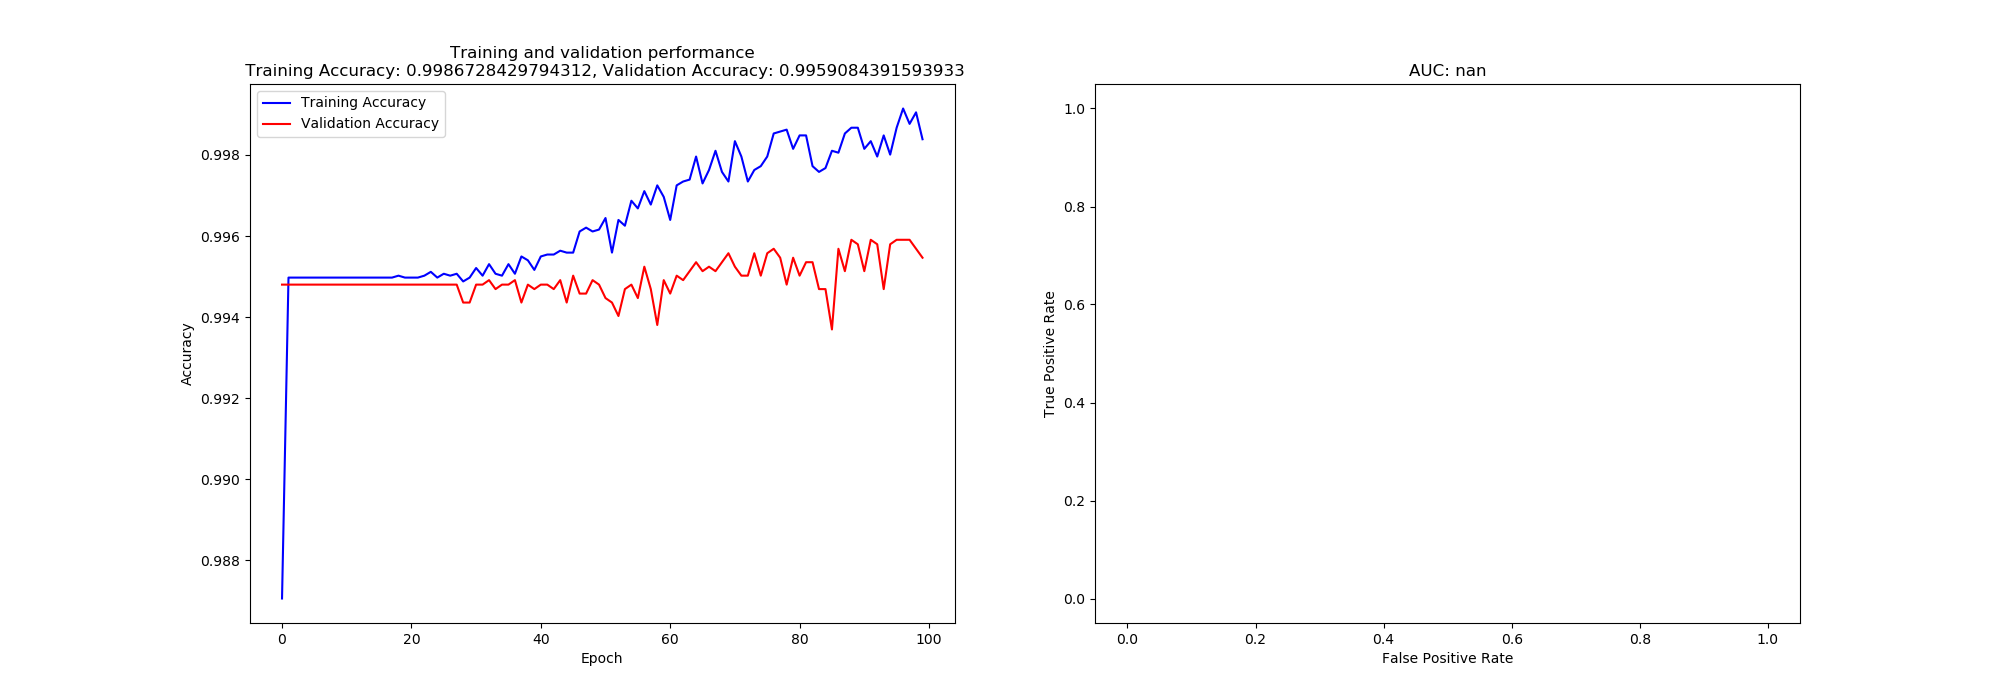 Training and validation performance
Training Accuracy: 0.9986728429794312, Validation Accuracy: 0.9959084391593933
Training Accuracy
Validation Accuracy
0.998
0.996
0.994
0.992
0.990
0.988
Accuracy
0
20
40
60
80
100
Epoch
AUC: nan
1.0
0.8
0.6
0.4
0.2
0.0
True Positive Rate
0.0
0.2
0.4
0.6
0.8
1.0
False Positive Rate